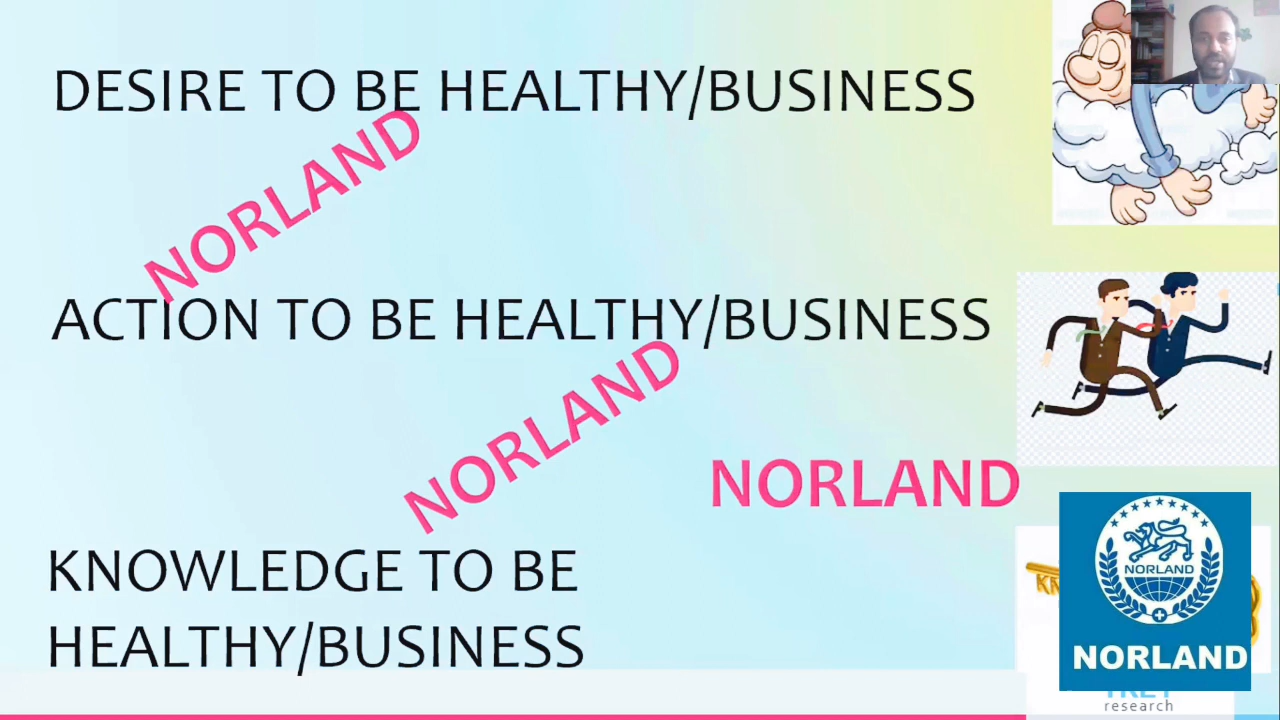 DESIRE TO BE HEALTHY/BUSINESS
NORLAND
ACTION TO BE HEALTHY/BUSINESS
NORLAND
NORLAND
KNOWLEDGE TO BE
HEALTHY/BUSINESS
NORLAND
NORLAND
research